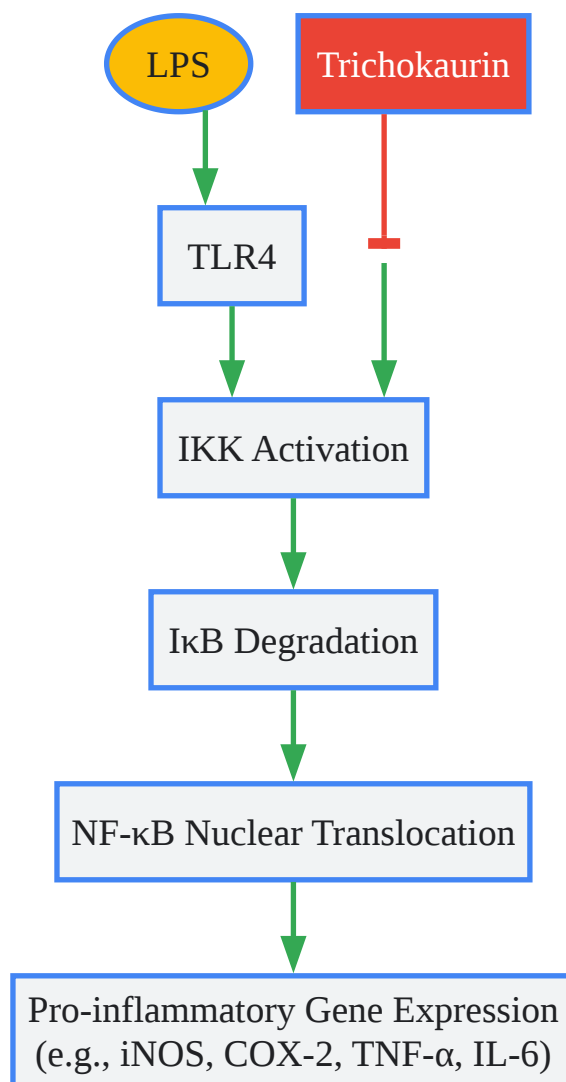 LPS
Trichokaurin
TLR4
IKK Activation
IκB Degradation
NF-κB Nuclear Translocation
Pro-inflammatory Gene Expression
(e.g., iNOS, COX-2, TNF-α, IL-6)